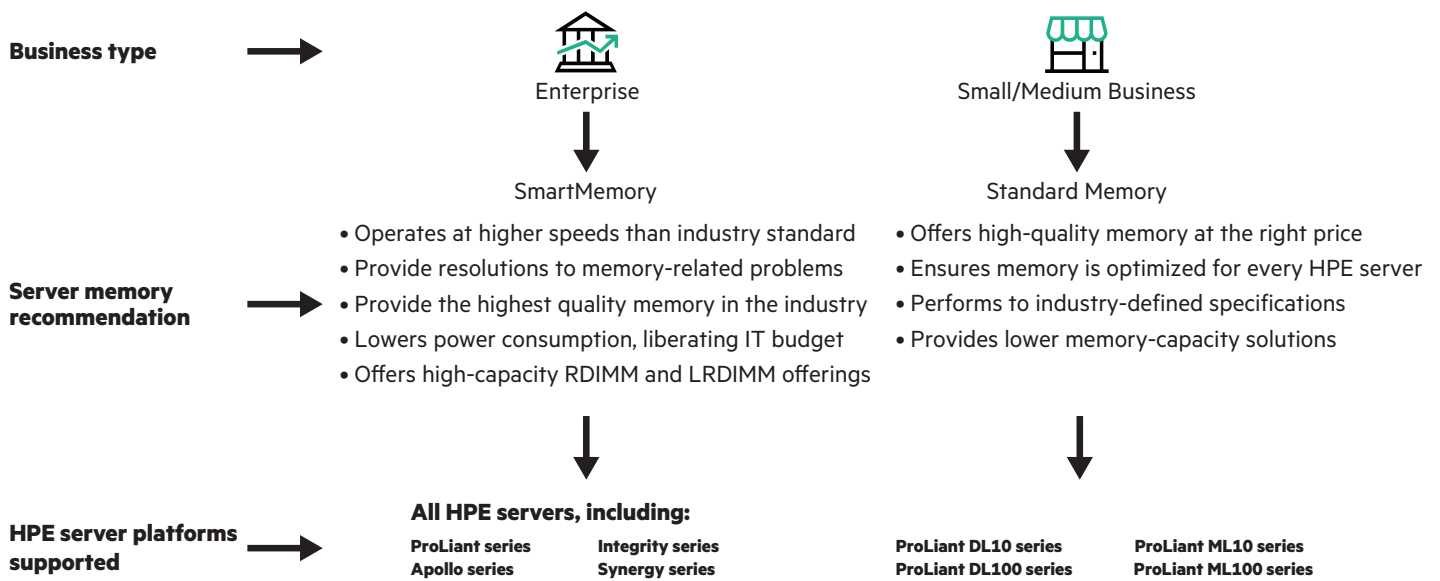 Business type
Enterprise
Small/Medium Business
SmartMemory
Standard Memory
Server memory
recommendation
• Operates at higher speeds than industry standard
• Provide resolutions to memory-related problems
• Provide the highest quality memory in the industry
• Lowers power consumption, liberating IT budget
• Offers high-capacity RDIMM and LRDIMM offerings
• Offers high-quality memory at the right price
• Ensures memory is optimized for every HPE server
• Performs to industry-defined specifications
• Provides lower memory-capacity solutions
HPE server platforms
supported
All HPE servers, including:
ProLiant series
Integrity series
Apollo series
Synergy series
ProLiant DL10 series
ProLiant ML10 series
ProLiant DL100 series
ProLiant ML100 series